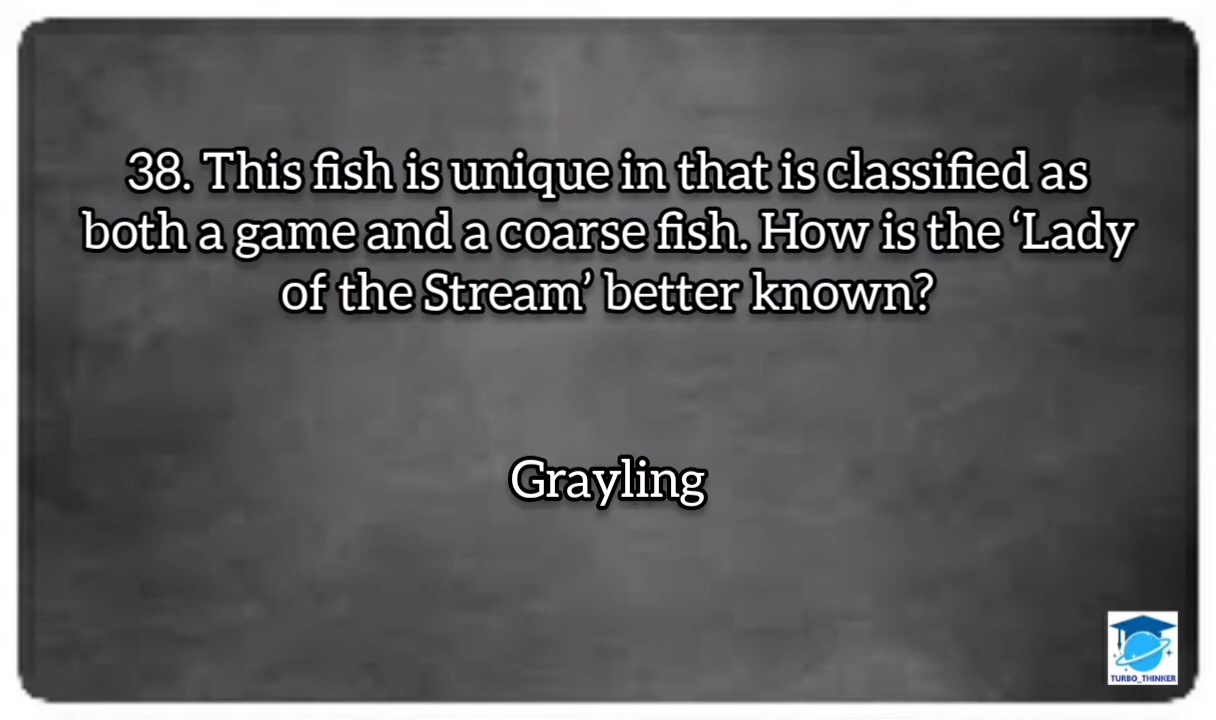 38. This fish is unique in that is classified as
both a game and a coarse fish. How is the ‘Lady
of the Stream’ better known?
Grayling
TURBO_THINKER